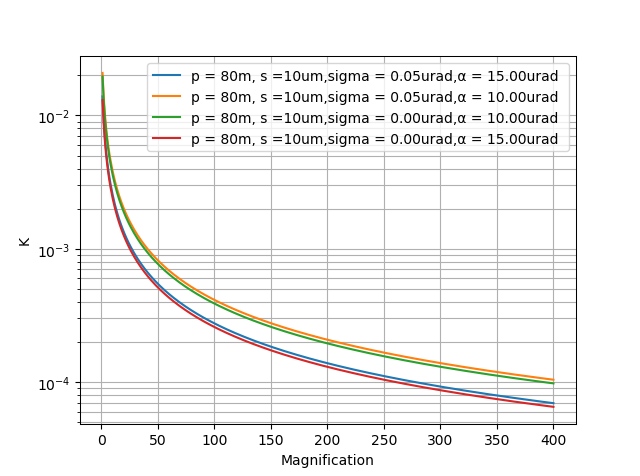 p = 80m, s =10um,sigma = 0.05urad,α = 15.00urad
p = 80m, s =10um,sigma = 0.05urad,α = 10.00urad
p = 80m, s =10um,sigma = 0.00urad,α = 10.00urad
p = 80m, s =10um,sigma = 0.00urad,α = 15.00urad
10⁻²
10⁻³
10⁻⁴
K
0 50 100 150 200 250 300 350 400
Magnification